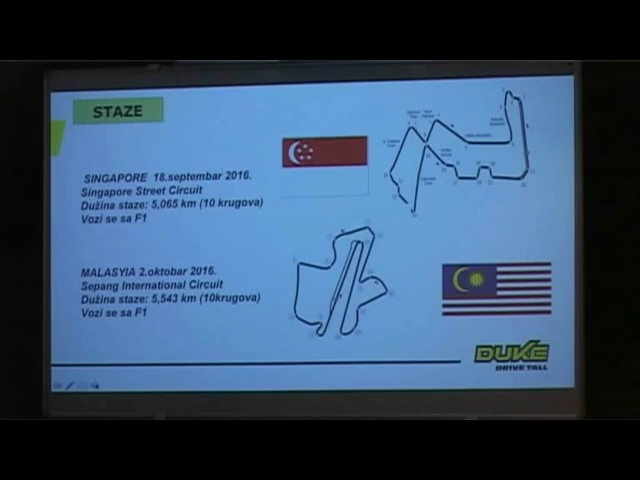 STAZE
SINGAPORE 18.septembar 2016.
Singapore Street Circuit
Dužina staze: 5,065 km (10 krugova)
Vozi se sa F1
MALASYIA 2.oktobar 2016.
Sepang International Circuit
Dužina staze: 5,543 km (10krugova)
Vozi se sa F1
DUKE
DRIVE TALL